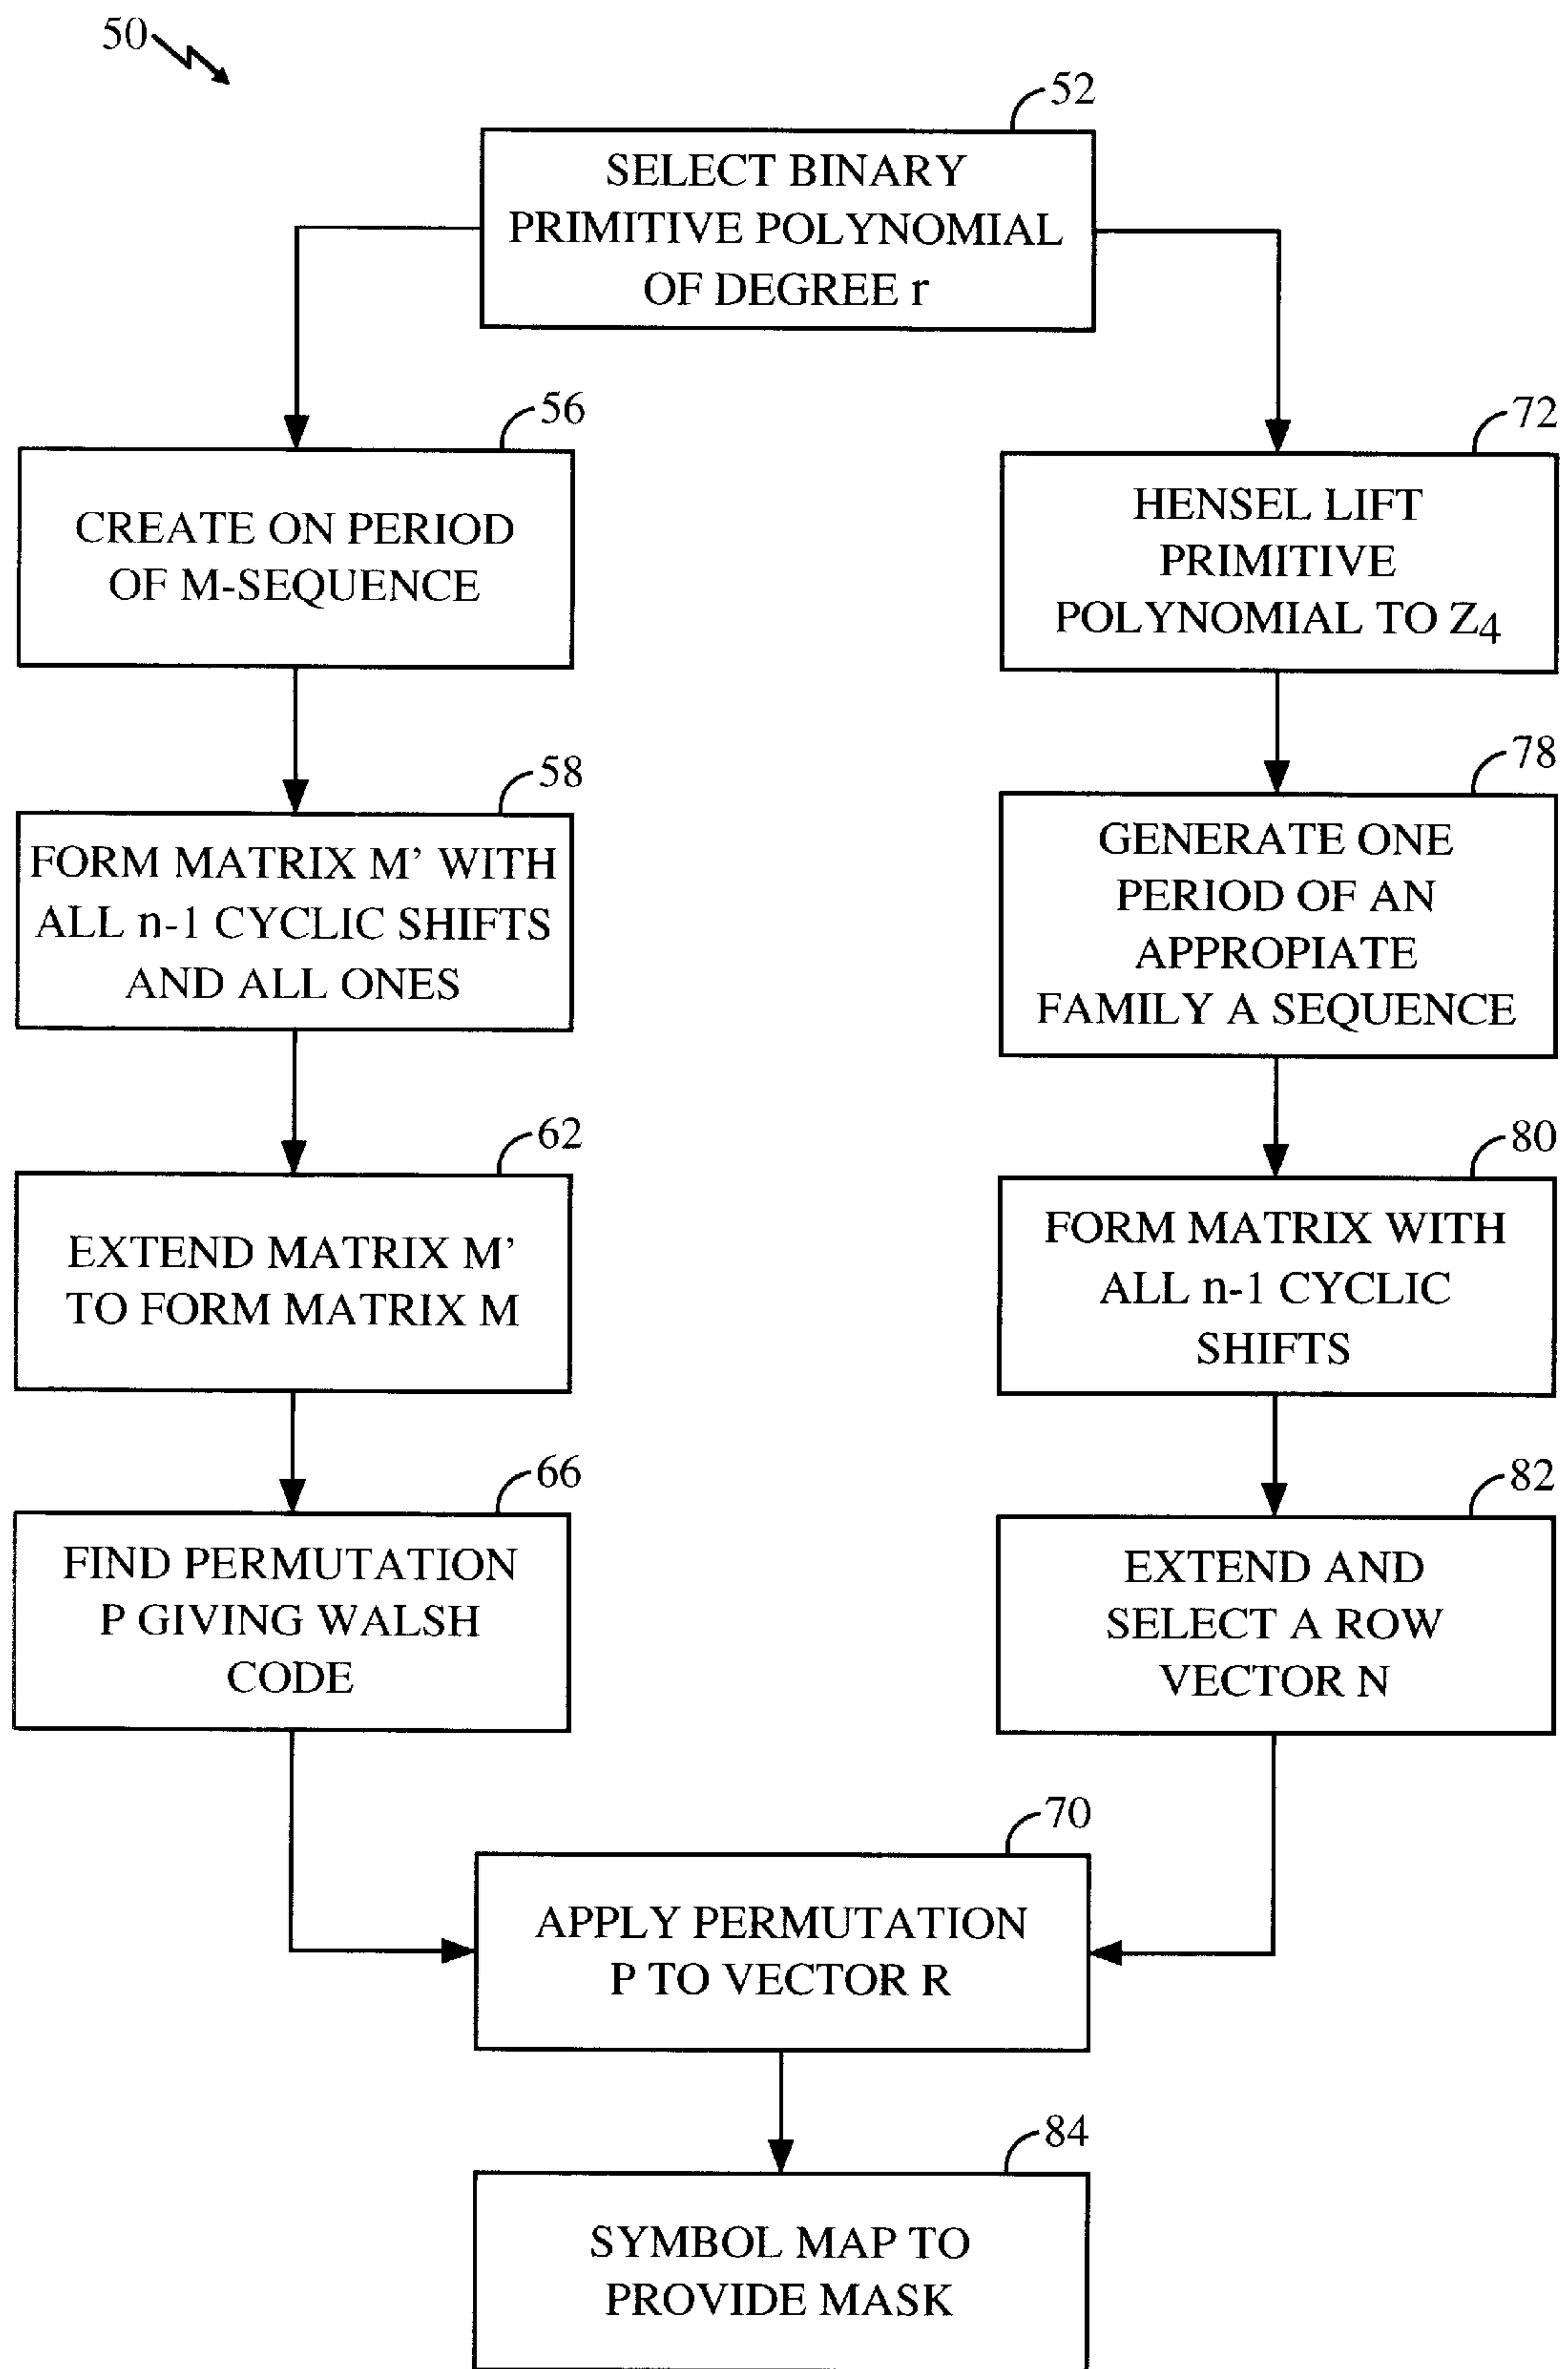 50
52
SELECT BINARY
PRIMITIVE POLYNOMIAL
OF DEGREE r
56
CREATE ON PERIOD
OF M-SEQUENCE
58
FORM MATRIX M' WITH
ALL n-1 CYCLIC SHIFTS
AND ALL ONES
62
EXTEND MATRIX M'
TO FORM MATRIX M
66
FIND PERMUTATION
P GIVING WALSH
CODE
72
HENSEL LIFT
PRIMITIVE
POLYNOMIAL TO Z4
78
GENERATE ONE
PERIOD OF AN
APPROPIATE
FAMILY A SEQUENCE
80
FORM MATRIX WITH
ALL n-1 CYCLIC
SHIFTS
82
EXTEND AND
SELECT A ROW
VECTOR N
70
APPLY PERMUTATION
P TO VECTOR R
84
SYMBOL MAP TO
PROVIDE MASK